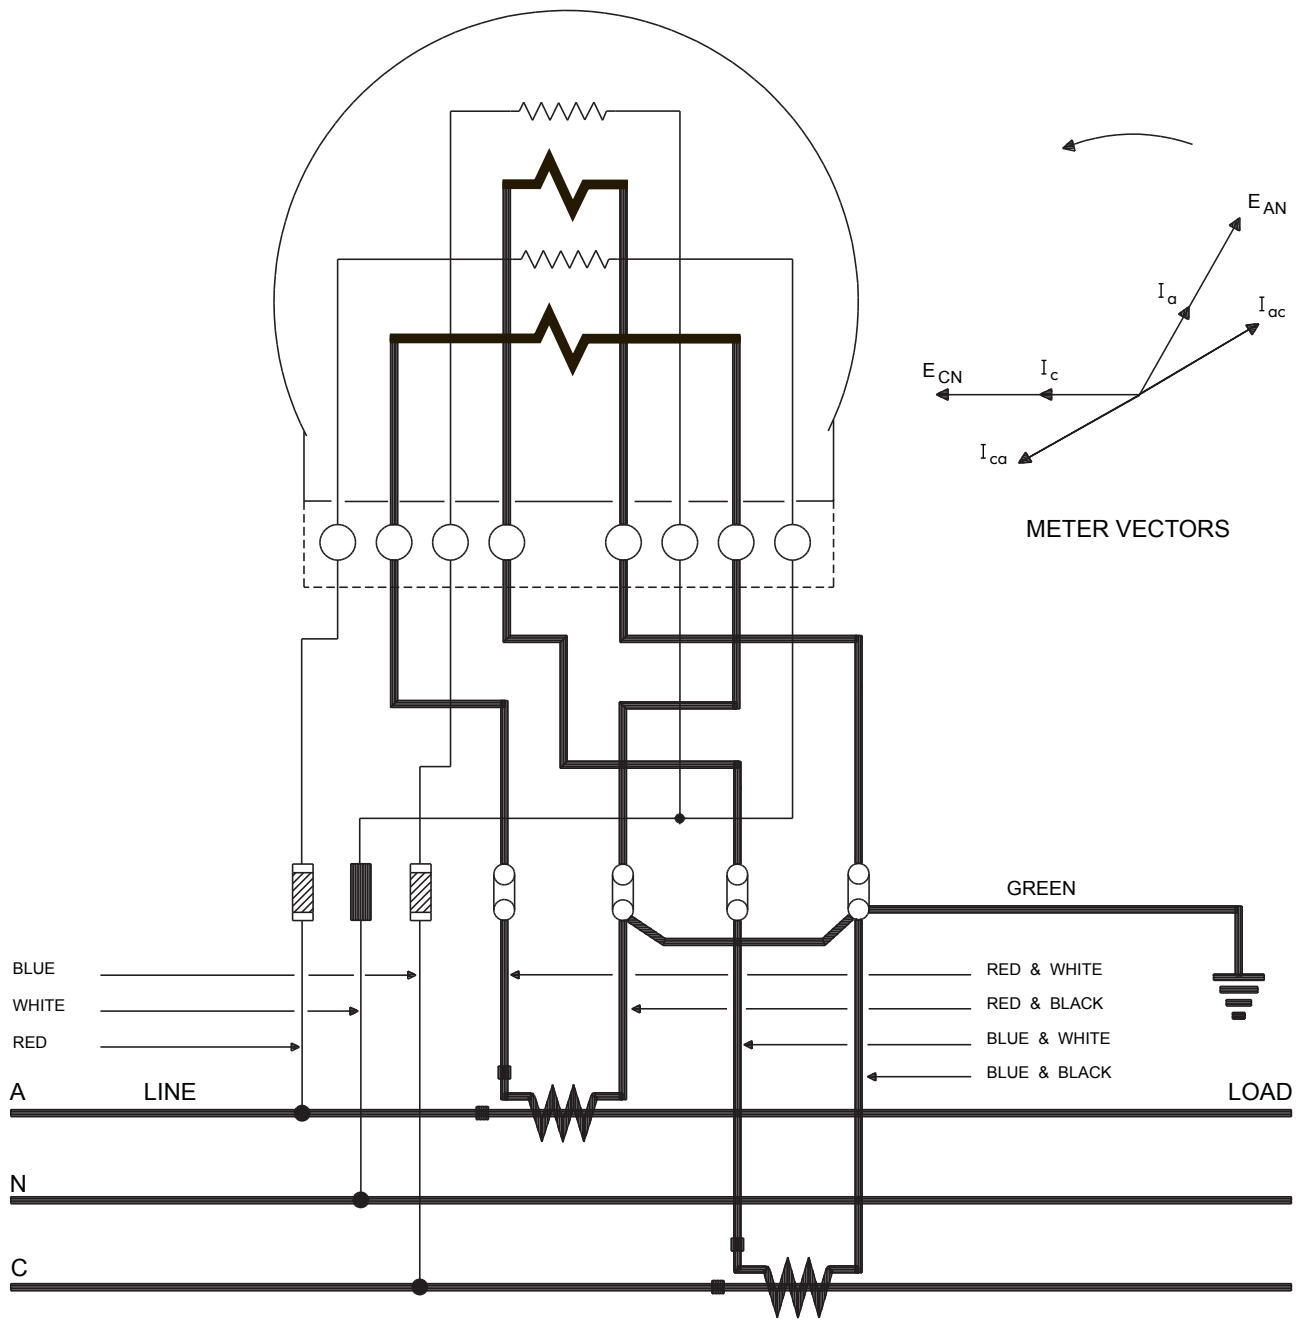 E AN
I a
I ac
E CN
I c
I ca
METER VECTORS
GREEN
BLUE
RED & WHITE
WHITE
RED & BLACK
RED
BLUE & WHITE
BLUE & BLACK
A
LINE
LOAD
N
C